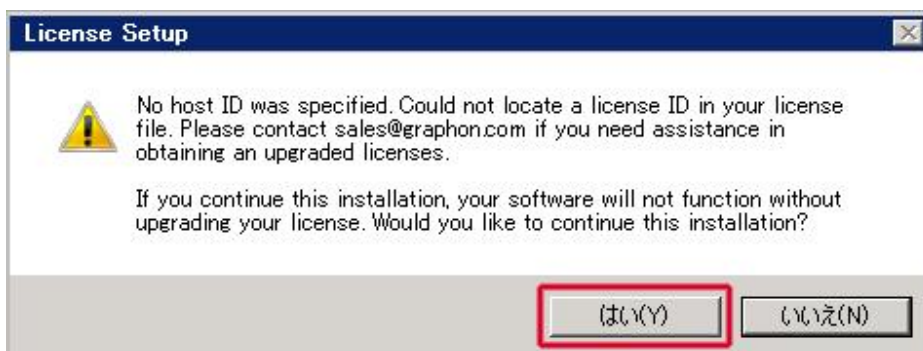 License Setup
No host ID was specified. Could not locate a license ID in your license
file. Please contact sales@graphon.com if you need assistance in
obtaining an upgraded licenses.
If you continue this installation, your software will not function without
upgrading your license. Would you like to continue this installation?
はい(Y) いいえ(N)